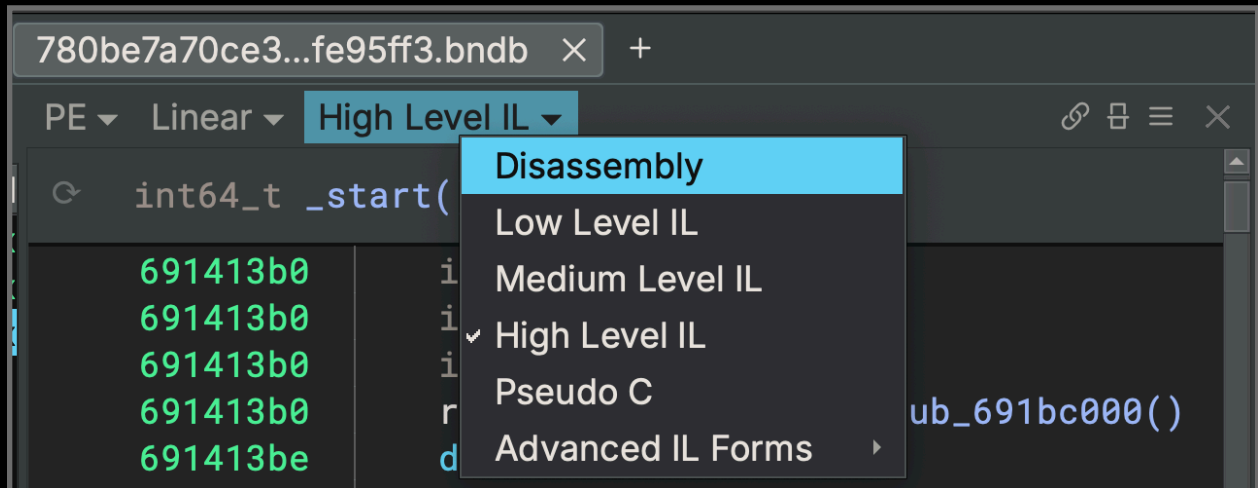 780be7a70ce3...fe95ff3.bndb × +
PE Linear High Level IL
int64_t _start(
Disassembly
Low Level IL
Medium Level IL
High Level IL
Pseudo C
Advanced IL Forms
691413b0 i
691413b0 i
691413b0 i
691413b0 r ub_691bc000()
691413be d